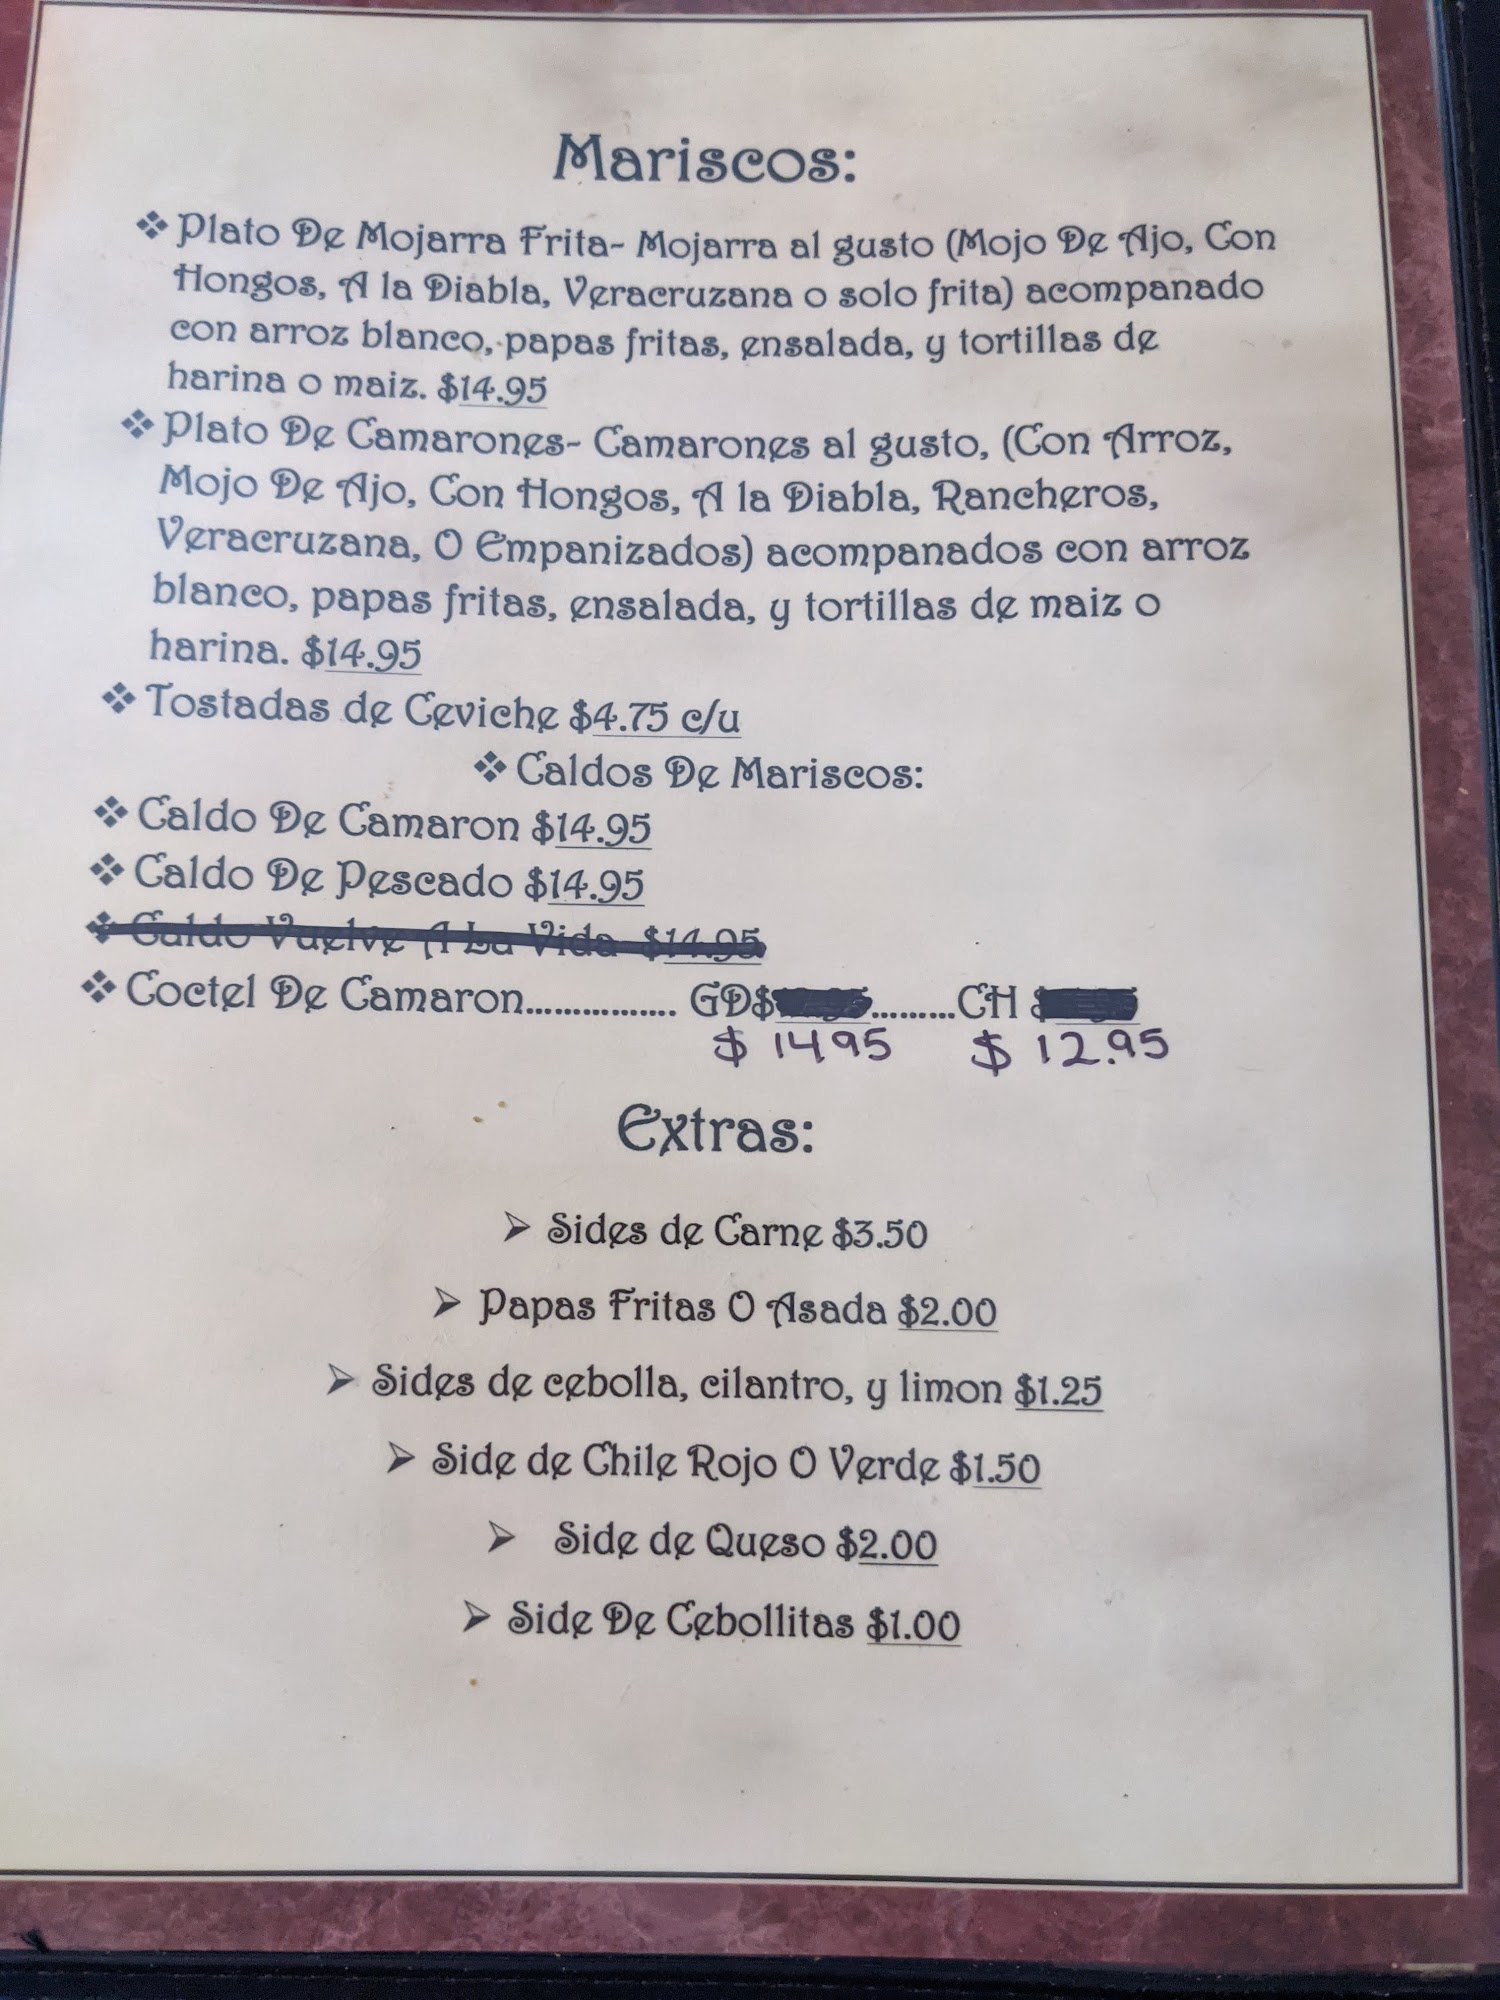 Mariscos:
❖ Plato De Mojarra Frita- Mojarra al gusto (Mojo De Ajo, Con
Hongos, A la Diabla, Veracruzana o solo frita) acompanado
con arroz blanco, papas fritas, ensalada, y tortillas de
harina o maiz. $14.95
❖ Plato De Camarones- Camarones al gusto, (Con Arroz,
Mojo De Ajo, Con Hongos, A la Diabla, Rancheros,
Veracruzana, O Empanizados) acompanados con arroz
blanco, papas fritas, ensalada, y tortillas de maiz o
harina. $14.95
❖ Tostadas de Ceviche $4.75 c/u
❖ Caldos De Mariscos:
❖ Caldo De Camaron $14.95
❖ Caldo De Pescado $14.95
❖ Caldo Vuelve A La Vida $14.95
❖ Coctel De Camaron................ GD$.........CH
$ 1495 $ 12.95
Extras:
➢ Sides de Carne $3.50
➢ Papas Fritas O Asada $2.00
➢ Sides de cebolla, cilantro, y limon $1.25
➢ Side de Chile Rojo O Verde $1.50
➢ Side de Queso $2.00
➢ Side De Cebollitas $1.00